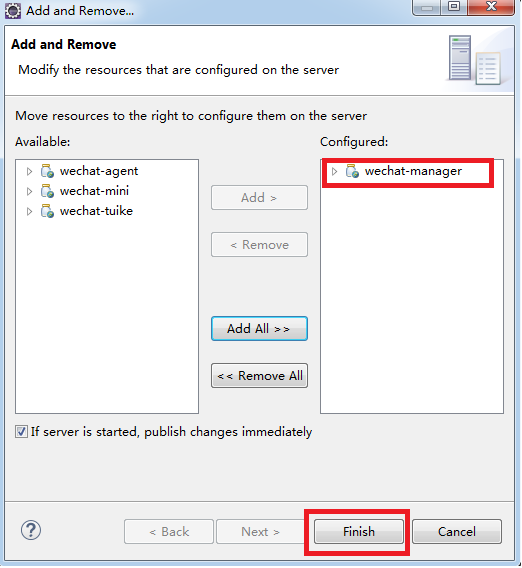 Add and Remove...
Add and Remove
Modify the resources that are configured on the server
Move resources to the right to configure them on the server
Available:
wechat-agent
wechat-mini
wechat-tuike
Add >
< Remove
Add All >>
<< Remove All
Configured:
wechat-manager
If server is started, publish changes immediately
?
< Back
Next >
Finish
Cancel